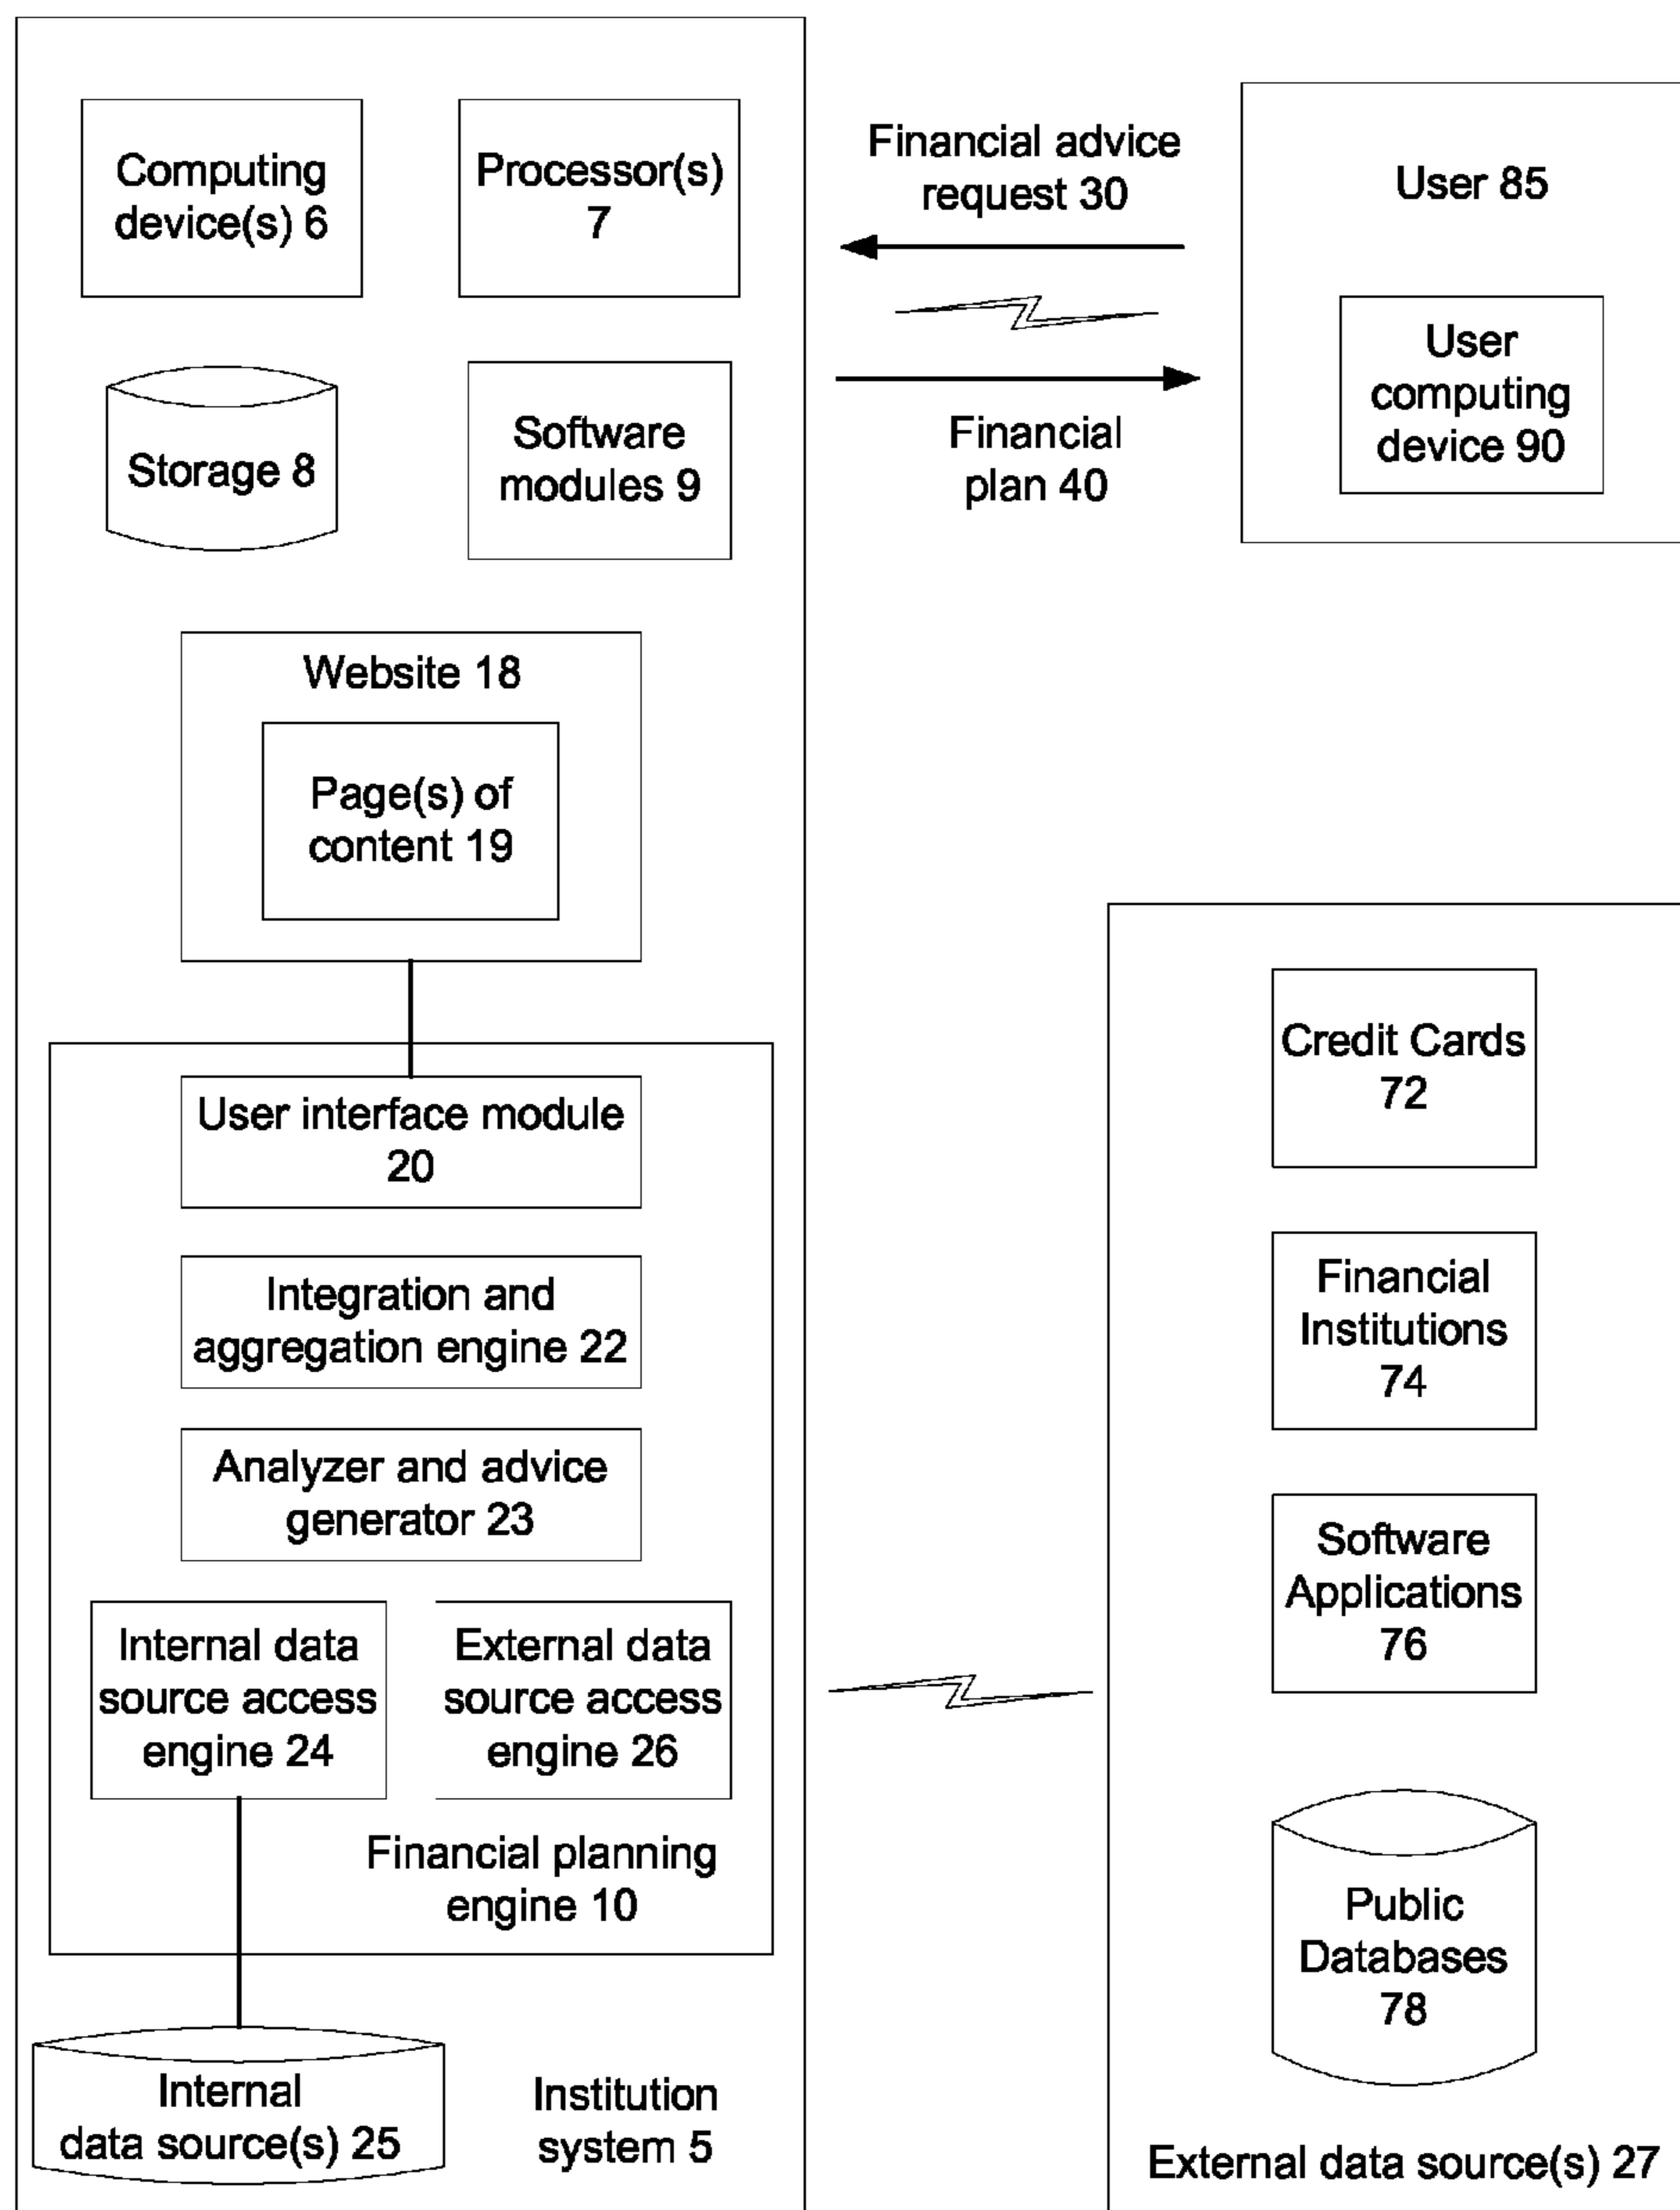 Computing
device(s) 6
Processor(s)
7
Storage 8
Software
modules 9
Website 18
Page(s) of
content 19
User interface module
20
Integration and
aggregation engine 22
Analyzer and advice
generator 23
Internal data
source access
engine 24
External data
source access
engine 26
Financial planning
engine 10
Internal
data source(s) 25
Institution
system 5
Financial advice
request 30
Financial
plan 40
User 85
User
computing
device 90
Credit Cards
72
Financial
Institutions
74
Software
Applications
76
Public
Databases
78
External data source(s) 27